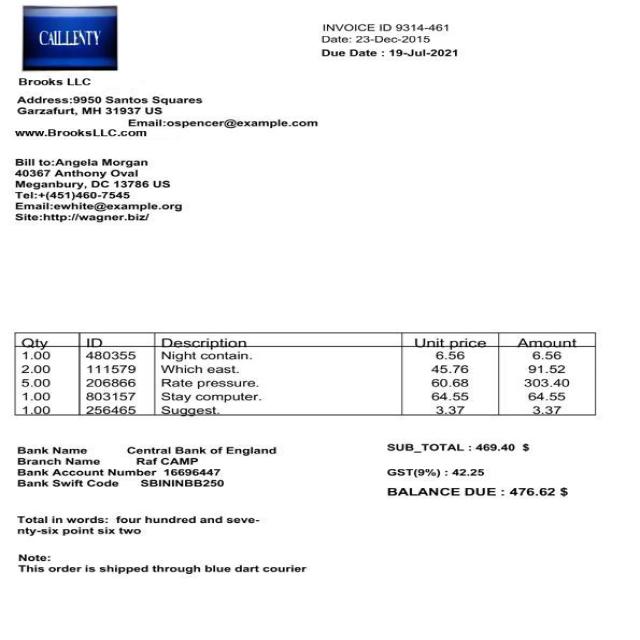 CAILLENTY
INVOICE ID 9314-461
Date: 23-Dec-2015
Due Date : 19-Jul-2021
Brooks LLC
Address:9950 Santos Squares
Garzafurt, MH 31937 US
Email:ospencer@example.com
www.BrooksLLC.com
Bill to:Angela Morgan
40367 Anthony Oval
Meganbury, DC 13786 US
Tel:+(451)460-7545
Email:ewhite@example.org
Site:http://wagner.biz/
Qty ID Description Unit price Amount
1.00 480355 Night contain. 6.56 6.56
2.00 111579 Which east. 45.76 91.52
5.00 206866 Rate pressure. 60.68 303.40
1.00 803157 Stay computer. 64.55 64.55
1.00 256465 Suggest. 3.37 3.37
Bank Name Central Bank of England
Branch Name Raf CAMP
Bank Account Number 16696447
Bank Swift Code SBININBB250
SUB_TOTAL : 469.40 $
GST(9%) : 42.25
BALANCE DUE : 476.62 $
Total in words: four hundred and seve-
nty-six point six two
Note:
This order is shipped through blue dart courier